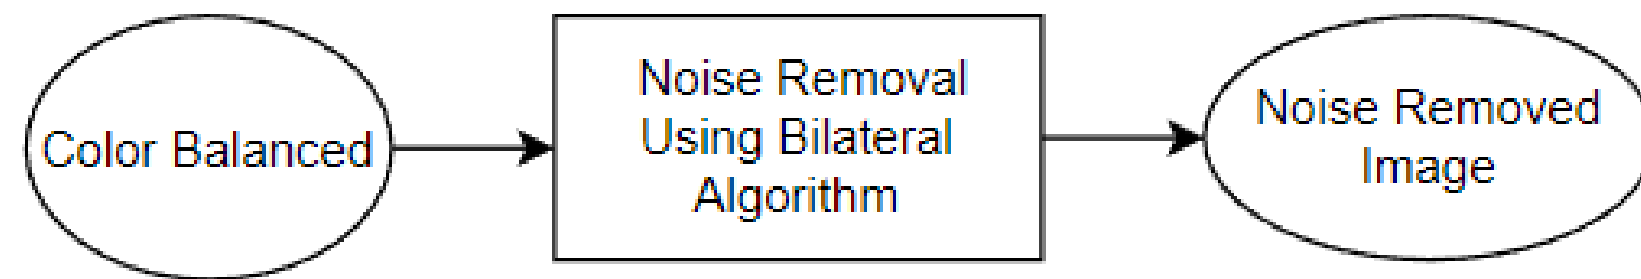 Color Balanced
Noise Removal
Using Bilateral
Algorithm
Noise Removed
Image